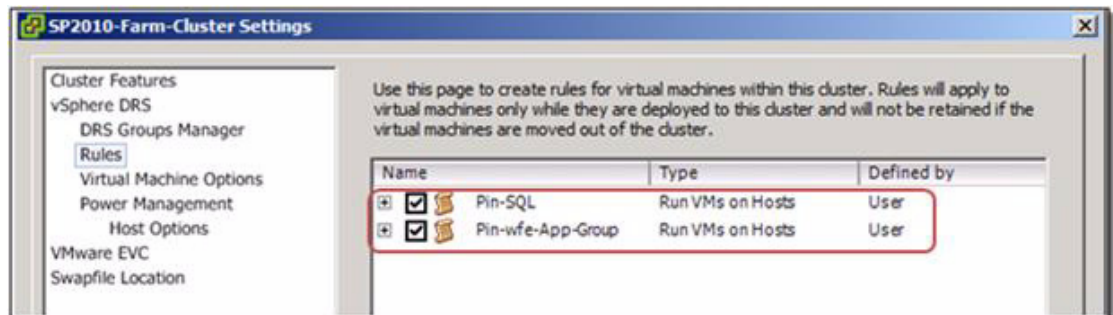 SP2010-Farm-Cluster Settings
Cluster Features
vSphere DRS
DRS Groups Manager
Rules
Virtual Machine Options
Power Management
Host Options
VMware EVC
Swapfile Location
Use this page to create rules for virtual machines within this cluster. Rules will apply to
virtual machines only while they are deployed to this cluster and will not be retained if the
virtual machines are moved out of the cluster.
Name Type Defined by
Pin-SQL Run VMs on Hosts User
Pin-wfe-App-Group Run VMs on Hosts User